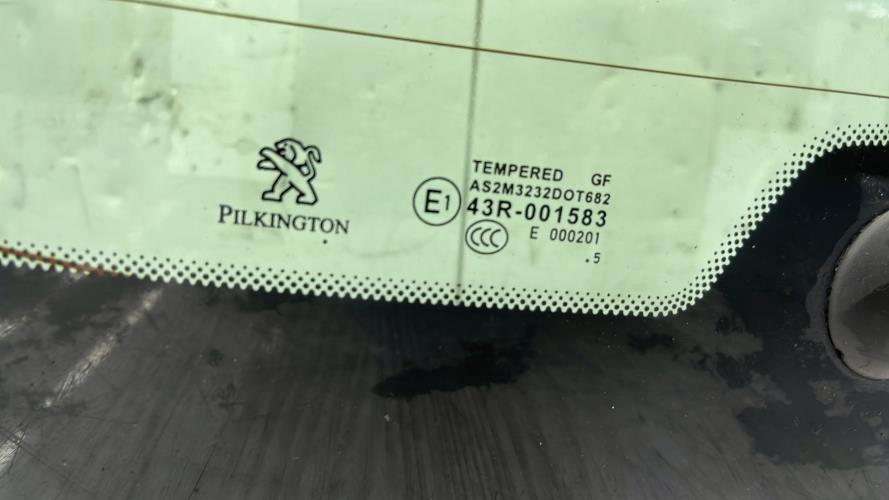 PILKINGTON
E1
TEMPERED GF
AS2M3232DOT682
43R-001583
CCC E 000201
.5